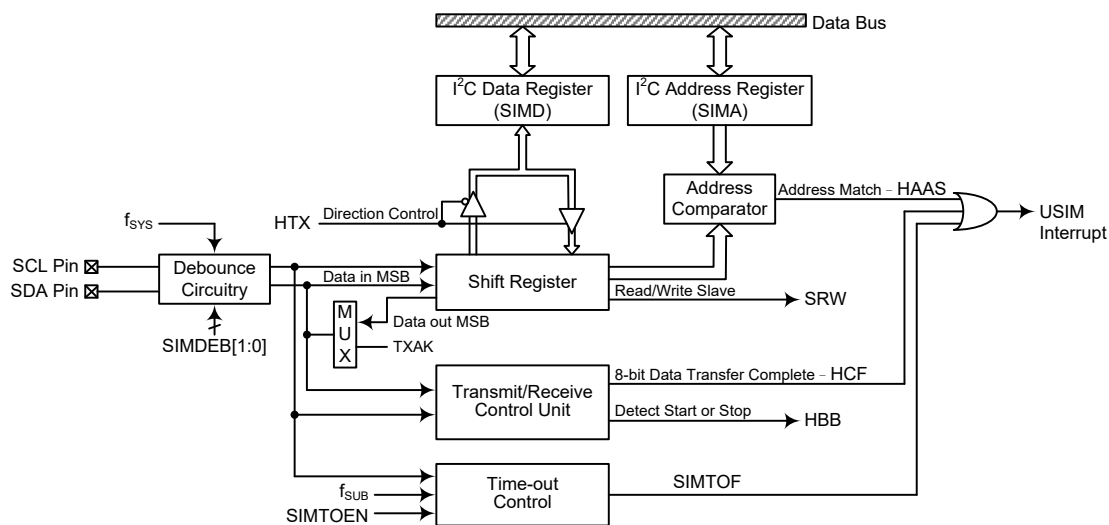 Data Bus
I²C Data Register
(SIMD)
I²C Address Register
(SIMA)
Address
Comparator
Address Match – HAAS
USIM
Interrupt
HTX
Direction Control
fSYS
SCL Pin
SDA Pin
Debounce
Circuitry
SIMDEB[1:0]
Data in MSB
Shift Register
Read/Write Slave
SRW
M
U
X
Data out MSB
TXAK
Transmit/Receive
Control Unit
8-bit Data Transfer Complete – HCF
Detect Start or Stop
HBB
fSUB
SIMTOEN
Time-out
Control
SIMTOF